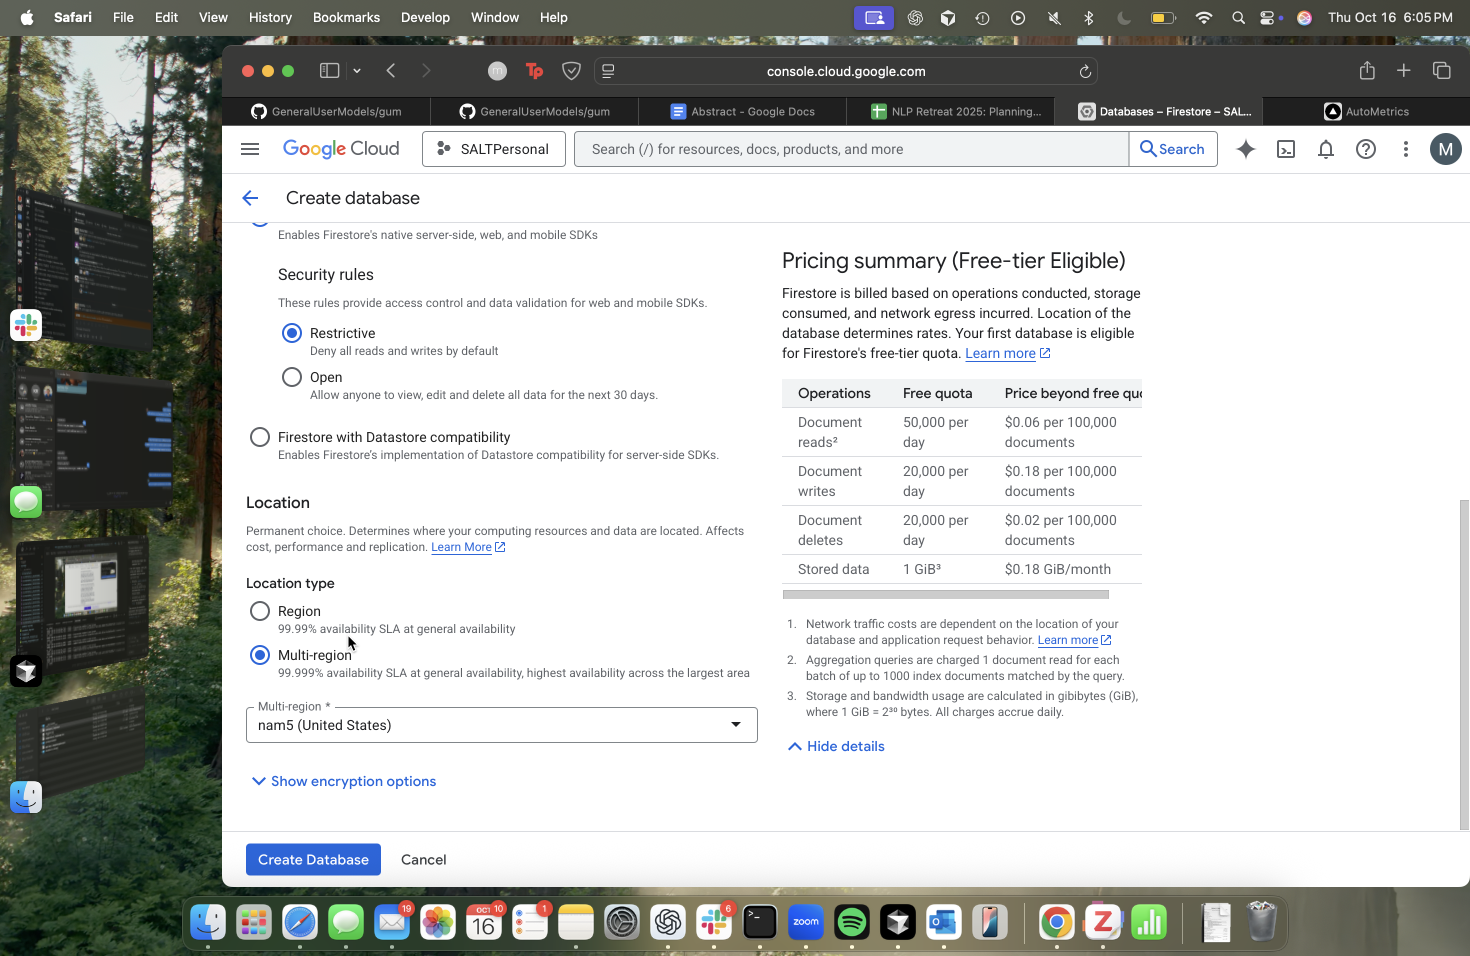 Safari File Edit View History Bookmarks Develop Window Help
Thu Oct 16 6:05 PM
console.cloud.google.com
GeneralUserModels/gum
GeneralUserModels/gum
Abstract - Google Docs
NLP Retreat 2025: Planning...
Databases – Firestore – SAL...
AutoMetrics
Google Cloud
SALTPersonal
Search (/) for resources, docs, products, and more
Search
M
Create database
Enables Firestore's native server-side, web, and mobile SDKs
Security rules
These rules provide access control and data validation for web and mobile SDKs.
Restrictive
Deny all reads and writes by default
Open
Allow anyone to view, edit and delete all data for the next 30 days.
Firestore with Datastore compatibility
Enables Firestore's implementation of Datastore compatibility for server-side SDKs.
Location
Permanent choice. Determines where your computing resources and data are located. Affects
cost, performance and replication. Learn More
Location type
Region
99.99% availability SLA at general availability
Multi-region
99.999% availability SLA at general availability, highest availability across the largest area
Multi-region *
nam5 (United States)
Show encryption options
Create Database
Cancel
Pricing summary (Free-tier Eligible)
Firestore is billed based on operations conducted, storage
consumed, and network egress incurred. Location of the
database determines rates. Your first database is eligible
for Firestore's free-tier quota. Learn more
Operations Free quota Price beyond free quo
Document reads² 50,000 per day $0.06 per 100,000 documents
Document writes 20,000 per day $0.18 per 100,000 documents
Document deletes 20,000 per day $0.02 per 100,000 documents
Stored data 1 GiB³ $0.18 GiB/month
1. Network traffic costs are dependent on the location of your
database and application request behavior. Learn more
2. Aggregation queries are charged 1 document read for each
batch of up to 1000 index documents matched by the query.
3. Storage and bandwidth usage are calculated in gibibytes (GiB),
where 1 GiB = 2³⁰ bytes. All charges accrue daily.
Hide details
19
OCT 10
16
1
6
zoom